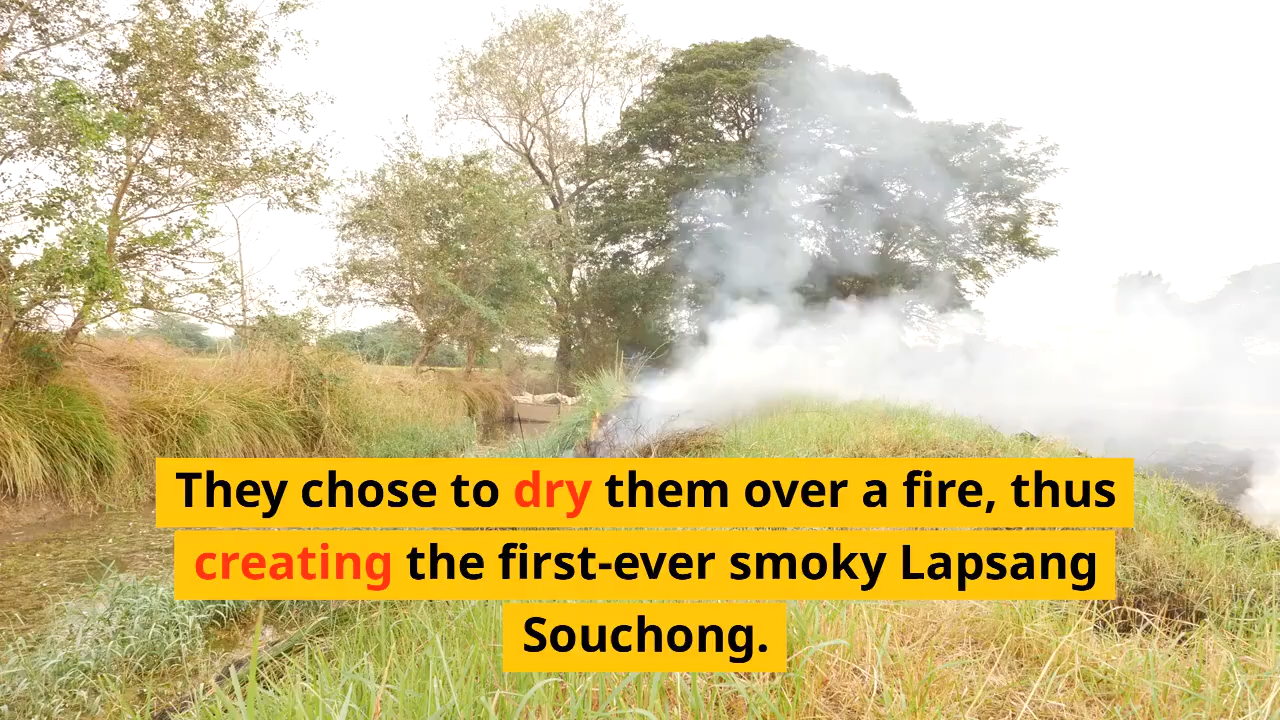 They chose to dry them over a fire, thus
creating the first-ever smoky Lapsang
Souchong.